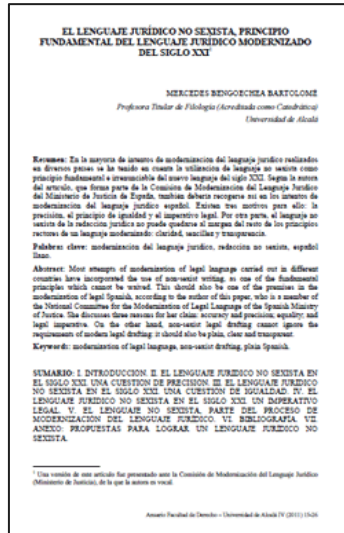 EL LENGUAJE JURÍDICO NO SEXISTA, PRINCIPIO
FUNDAMENTAL DEL LENGUAJE JURÍDICO MODERNIZADO
DEL SIGLO XXI¹
MERCEDES BENGOECHEA BARTOLOMÉ
Profesora Titular de Filología (Acreditada como Catedrática)
Universidad de Alcalá
Resumen: En la mayoría de intentos de modernización del lenguaje jurídico realizados
en diversos países se ha tenido en cuenta la utilización de lenguaje no sexista como
principio fundamental e irrenunciable del nuevo lenguaje del siglo XXI. Según la autora
del artículo, que forma parte de la Comisión de Modernización del Lenguaje Jurídico
del Ministerio de Justicia de España, también debería recogerse así en los intentos de
modernización del lenguaje jurídico español. Existen tres motivos para ello: la
precisión, el principio de igualdad y el imperativo legal. Por otra parte, el lenguaje no
sexista de la redacción jurídica no puede quedarse al margen del resto de los principios
rectores de un lenguaje modernizado: claridad, sencillez y transparencia.
Palabras clave: modernización del lenguaje jurídico, redacción no sexista, español
llano.
Abstract: Most attempts of modernization of legal language carried out in different
countries have incorporated the use of non-sexist writing, as one of the fundamental
principles which cannot be waived. This should also be one of the premises in the
modernization of legal Spanish, according to the author of this paper, who is a member of
the National Committee for the Modernization of Legal Language of the Spanish Ministry
of Justice. She discusses three reasons for her claim: accuracy and precision; equality; and
legal imperative. On the other hand, non-sexist legal drafting cannot ignore the
requirements of modern legal drafting: it should also be plain, clear and transparent.
Keywords: modernization of legal language, non-sexist drafting, plain Spanish.
SUMARIO: I. INTRODUCCIÓN. II. EL LENGUAJE JURÍDICO NO SEXISTA EN
EL SIGLO XXI, UNA CUESTIÓN DE PRECISIÓN. III. EL LENGUAJE JURÍDICO
NO SEXISTA EN EL SIGLO XXI, UNA CUESTIÓN DE IGUALDAD. IV. EL
LENGUAJE JURÍDICO NO SEXISTA EN EL SIGLO XXI, UN IMPERATIVO
LEGAL. V. EL LENGUAJE NO SEXISTA, PARTE DEL PROCESO DE
MODERNIZACIÓN DEL LENGUAJE JURÍDICO. VI. BIBLIOGRAFÍA. VII.
ANEXO: PROPUESTAS PARA LOGRAR UN LENGUAJE JURÍDICO NO
SEXISTA.
¹ Una versión de este artículo fue presentado ante la Comisión de Modernización del Lenguaje Jurídico
(Ministerio de Justicia), de la que la autora es vocal.
Anuario Facultad de Derecho – Universidad de Alcalá IV (2011) 15-26